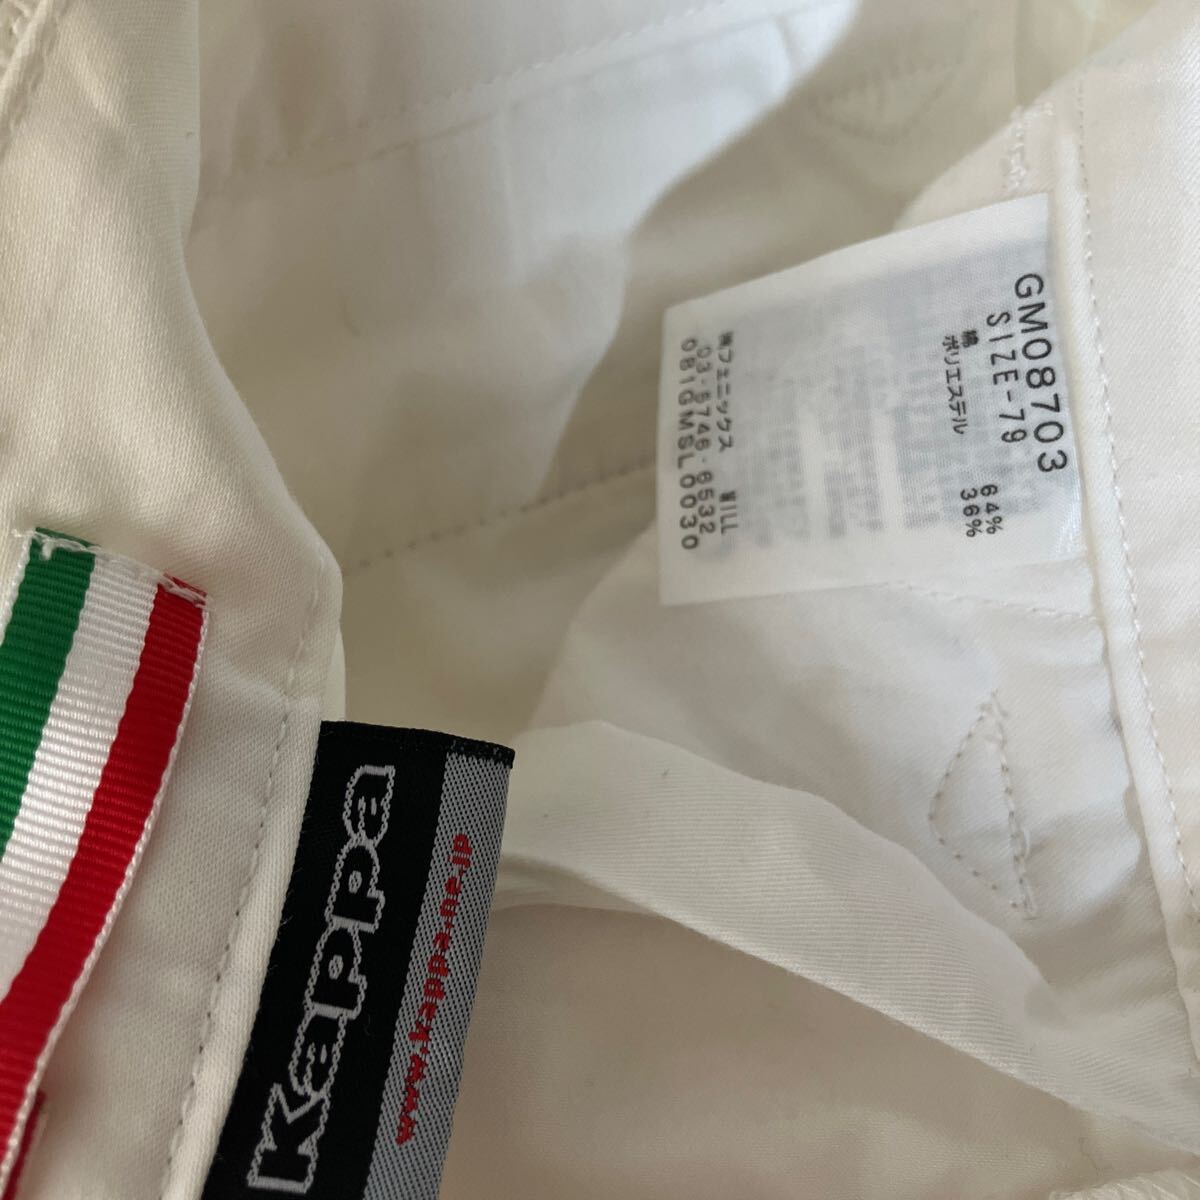 GM08703
SIZE-79
綿 64%
ポリエステル 36%
㈱フェニックス WILL
03-5746-6532
081GMSL0030
Kappa